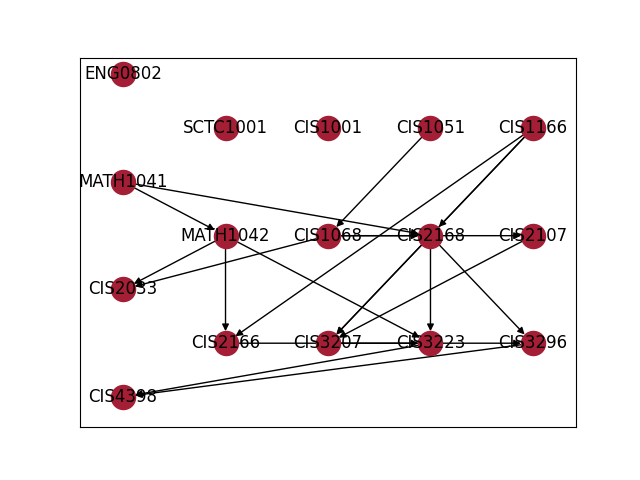 ENG0802
SCTC1001 CIS1001 CIS1051 CIS1166
MATH1041
MATH1042 CIS1068 CIS2168 CIS2107
CIS2033
CIS2166 CIS3207 CIS3223 CIS3296
CIS4398